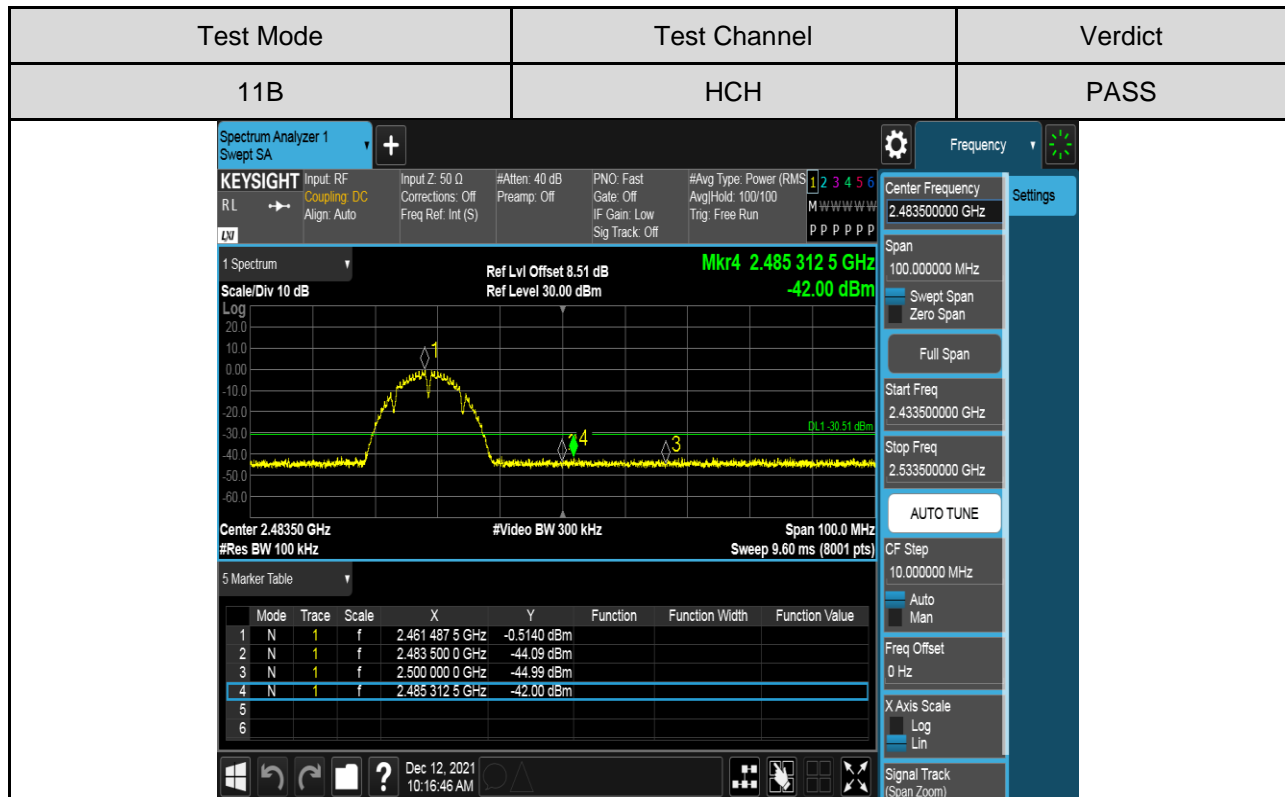 Test Mode Test Channel Verdict
11B HCH PASS
Spectrum Analyzer 1
Swept SA
+
Frequency
KEYSIGHT Input: RF Input Z: 50 Ω #Atten: 40 dB PNO: Fast #Avg Type: Power (RMS 1 2 3 4 5 6
RL Coupling: DC Corrections: Off Preamp: Off Gate: Off Avg|Hold: 100/100 M W W W W W
Align: Auto Freq Ref: Int (S) IF Gain: Low Trig: Free Run
LXI Sig Track: Off P P P P P P
1 Spectrum Ref Lvl Offset 8.51 dB Mkr4 2.485 312 5 GHz
Scale/Div 10 dB Ref Level 30.00 dBm -42.00 dBm
Log
20.0
10.0
0.00
-10.0
-20.0
-30.0
-40.0
-50.0
-60.0
1
DL1 -30.51 dBm
4
3
Center 2.48350 GHz #Video BW 300 kHz Span 100.0 MHz
#Res BW 100 kHz Sweep 9.60 ms (8001 pts)
5 Marker Table
Mode Trace Scale X Y Function Function Width Function Value
1 N 1 f 2.461 487 5 GHz -0.5140 dBm
2 N 1 f 2.483 500 0 GHz -44.09 dBm
3 N 1 f 2.500 000 0 GHz -44.99 dBm
4 N 1 f 2.485 312 5 GHz -42.00 dBm
5
6
? Dec 12, 2021
10:16:46 AM
Center Frequency
2.483500000 GHz
Settings
Span
100.000000 MHz
Swept Span
Zero Span
Full Span
Start Freq
2.433500000 GHz
Stop Freq
2.533500000 GHz
AUTO TUNE
CF Step
10.000000 MHz
Auto
Man
Freq Offset
0 Hz
X Axis Scale
Log
Lin
Signal Track
(Span Zoom)